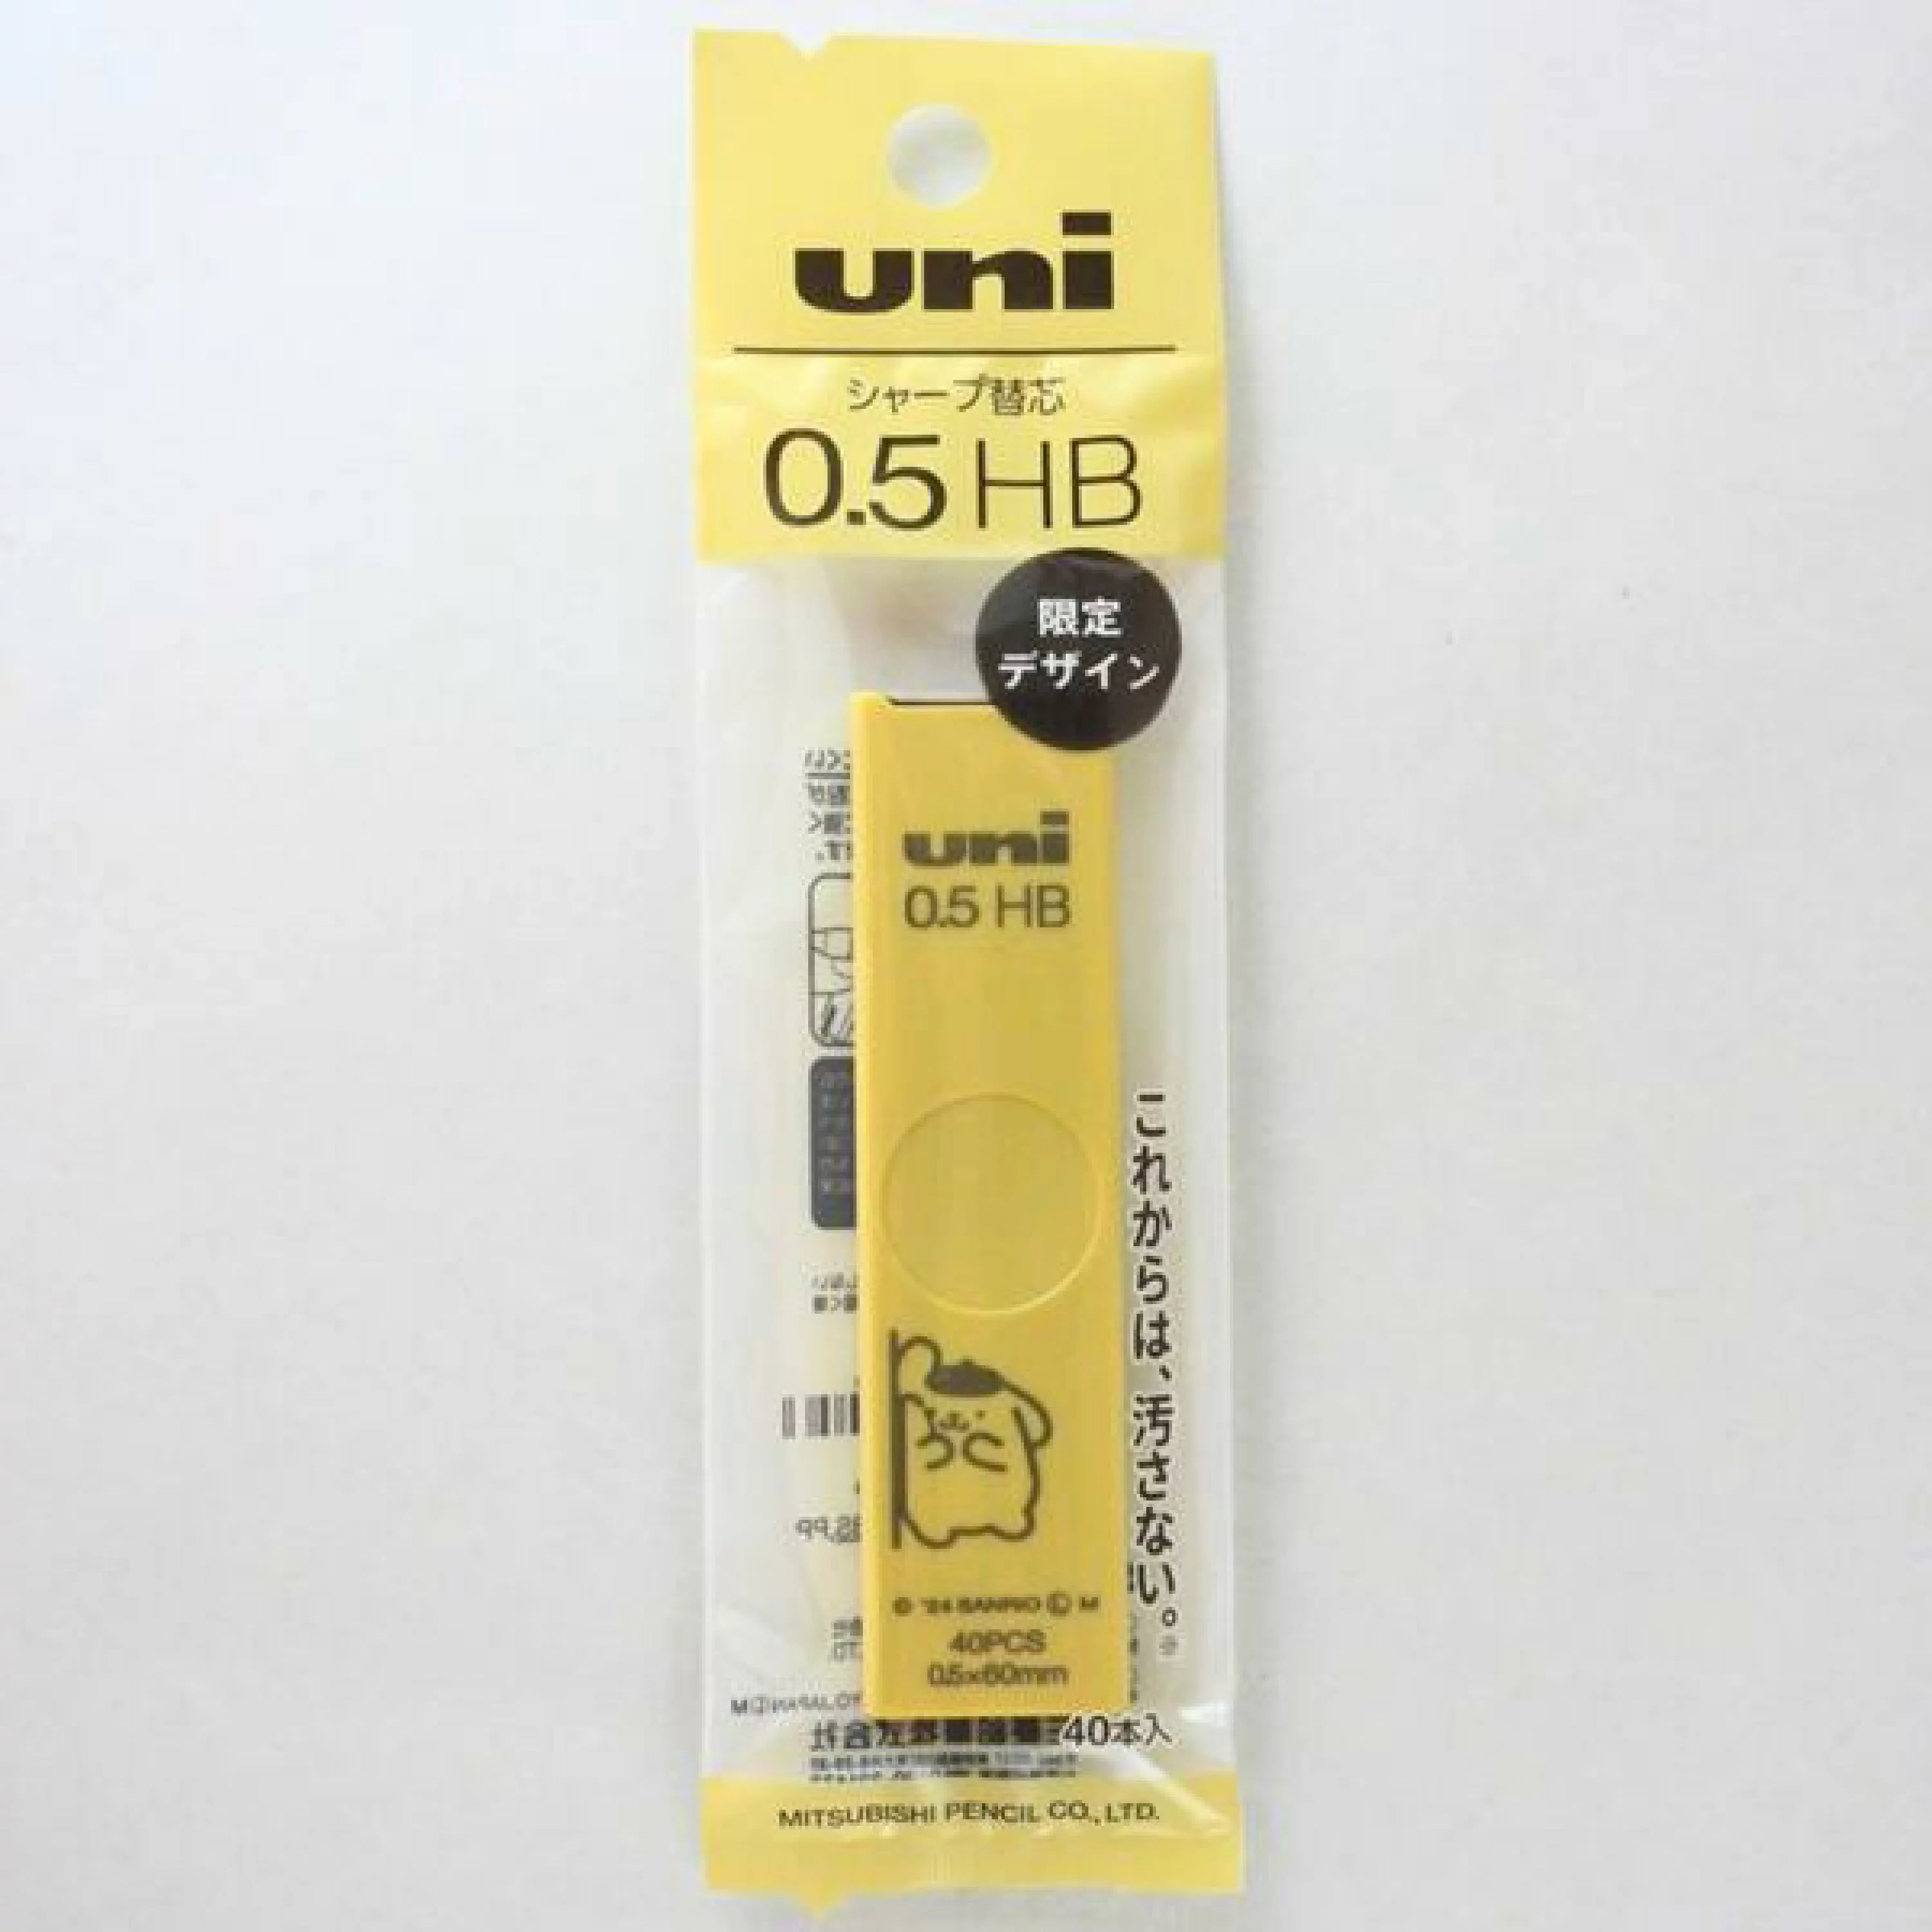 uni
シャープ替芯
0.5 HB
限定
デザイン
uni
0.5 HB
これからは、汚さない。
© '24 SANRIO Ⓛ M
40PCS
0.5×60mm
40本入
MITSUBISHI PENCIL CO., LTD.